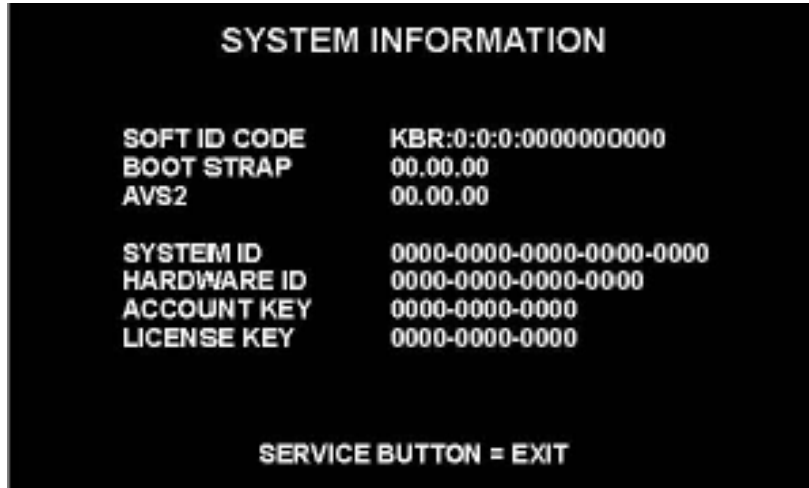 SYSTEM INFORMATION
SOFT ID CODE KBR:0:0:0:0000000000
BOOT STRAP 00.00.00
AVS2 00.00.00
SYSTEM ID 0000-0000-0000-0000-0000
HARDWARE ID 0000-0000-0000-0000
ACCOUNT KEY 0000-0000-0000
LICENSE KEY 0000-0000-0000
SERVICE BUTTON = EXIT